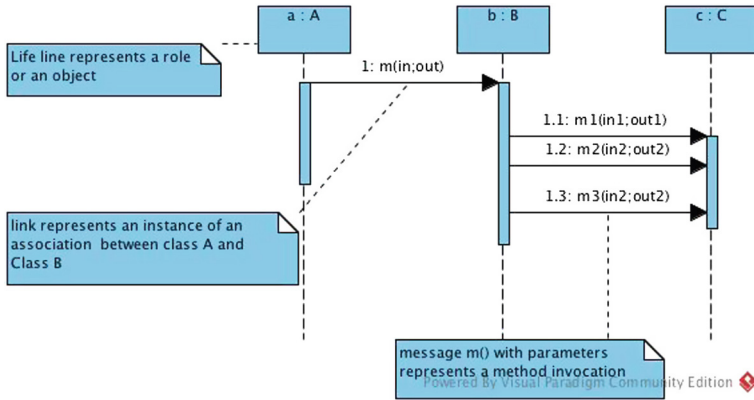 a : A
b : B
c : C
Life line represents a role
or an object
1: m(in;out)
1.1: m1(in1;out1)
1.2: m2(in2;out2)
1.3: m3(in2;out2)
link represents an instance of an
association  between class A and
Class B
message m() with parameters
represents a method invocation
Powered By Visual Paradigm Community Edition